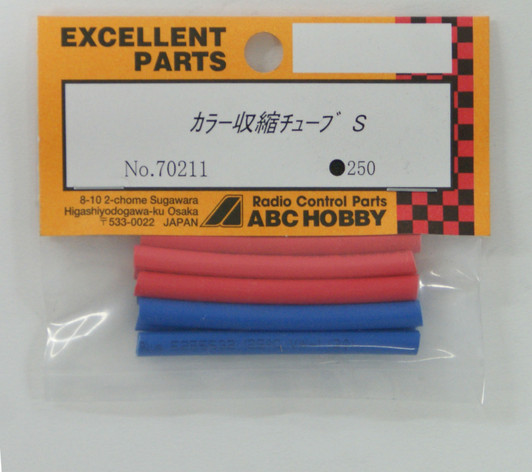 EXCELLENT
PARTS
カラー収縮チューブ S
No.70211 ●250
8-10 2-chome Sugawara
Higashiyodogawa-ku Osaka
〒533-0022 JAPAN
Radio Control Parts
ABC HOBBY